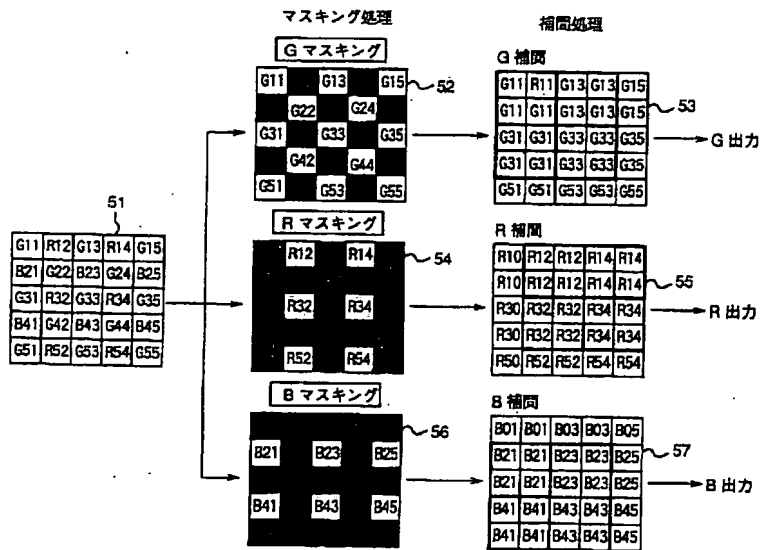 マスキング処理
補間処理
G マスキング
G 補間
G11 G13 G15
G22 G24
G31 G33 G35
G42 G44
G51 G53 G55
52
G11 R11 G13 G13 G15
G11 G11 G13 G13 G15
G31 G31 G33 G33 G35
G31 G31 G33 G33 G35
G51 G51 G53 G53 G55
53
G 出力
51
G11 R12 G13 R14 G15
B21 G22 B23 G24 B25
G31 R32 G33 R34 G35
B41 G42 B43 G44 B45
G51 R52 G53 R54 G55
R マスキング
R 補間
R12 R14
R32 R34
R52 R54
54
R10 R12 R12 R14 R14
R10 R12 R12 R14 R14
R30 R32 R32 R34 R34
R30 R32 R32 R34 R34
R50 R52 R52 R54 R54
55
R 出力
B マスキング
B 補間
B21 B23 B25
B41 B43 B45
56
B01 B01 B03 B03 B05
B21 B21 B23 B23 B25
B21 B21 B23 B23 B25
B41 B41 B43 B43 B45
B41 B41 B43 B43 B45
57
B 出力